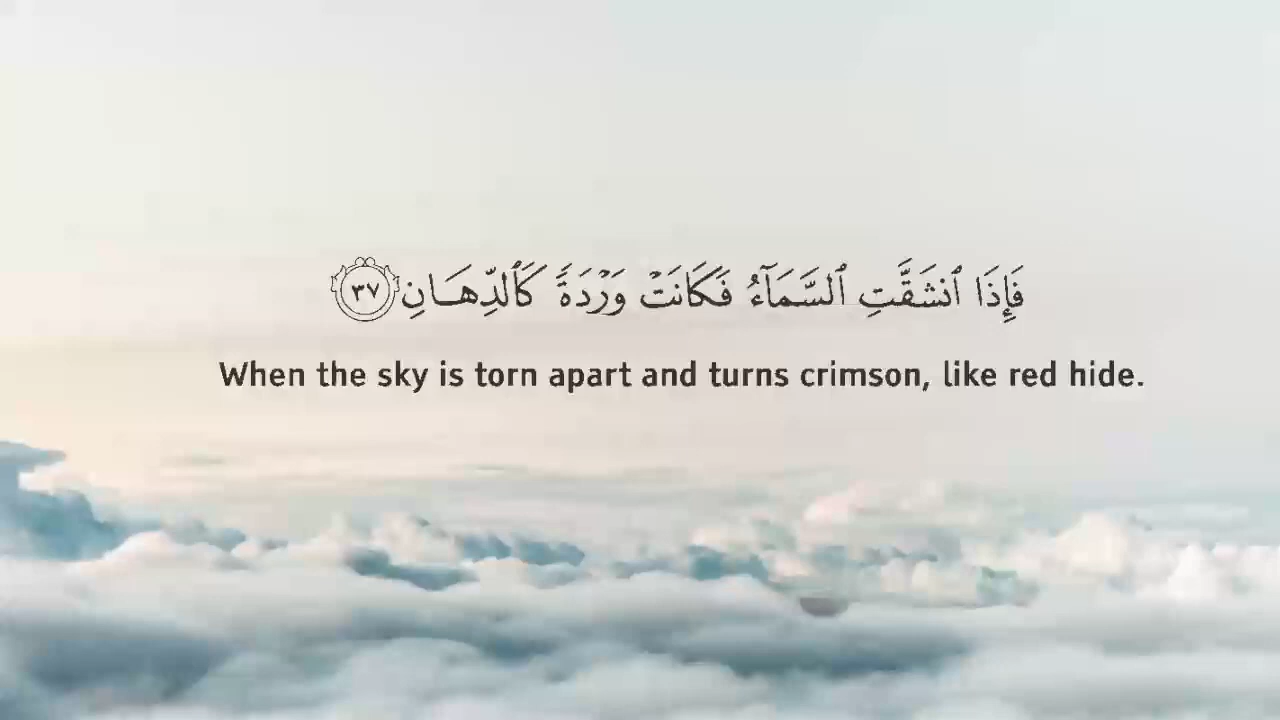 فَإِذَا ٱنشَقَّتِ ٱلسَّمَآءُ فَكَانَتْ وَرْدَةً كَٱلدِّهَانِ ٣٧
When the sky is torn apart and turns crimson, like red hide.